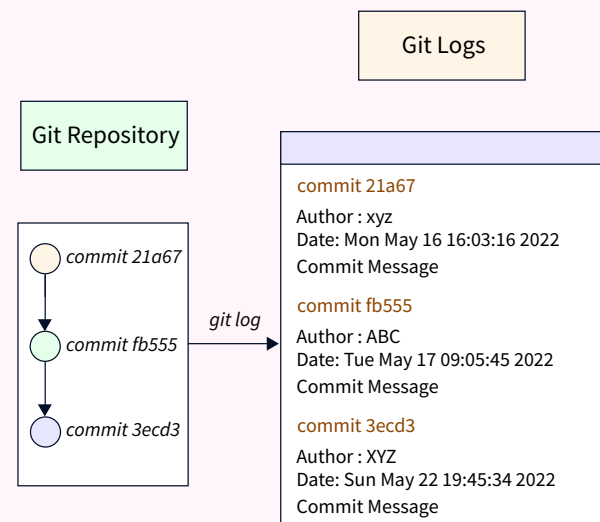 Git Logs
Git Repository
commit 21a67
commit fb555
commit 3ecd3
git log
commit 21a67
Author : xyz
Date: Mon May 16 16:03:16 2022
Commit Message
commit fb555
Author : ABC
Date: Tue May 17 09:05:45 2022
Commit Message
commit 3ecd3
Author : XYZ
Date: Sun May 22 19:45:34 2022
Commit Message